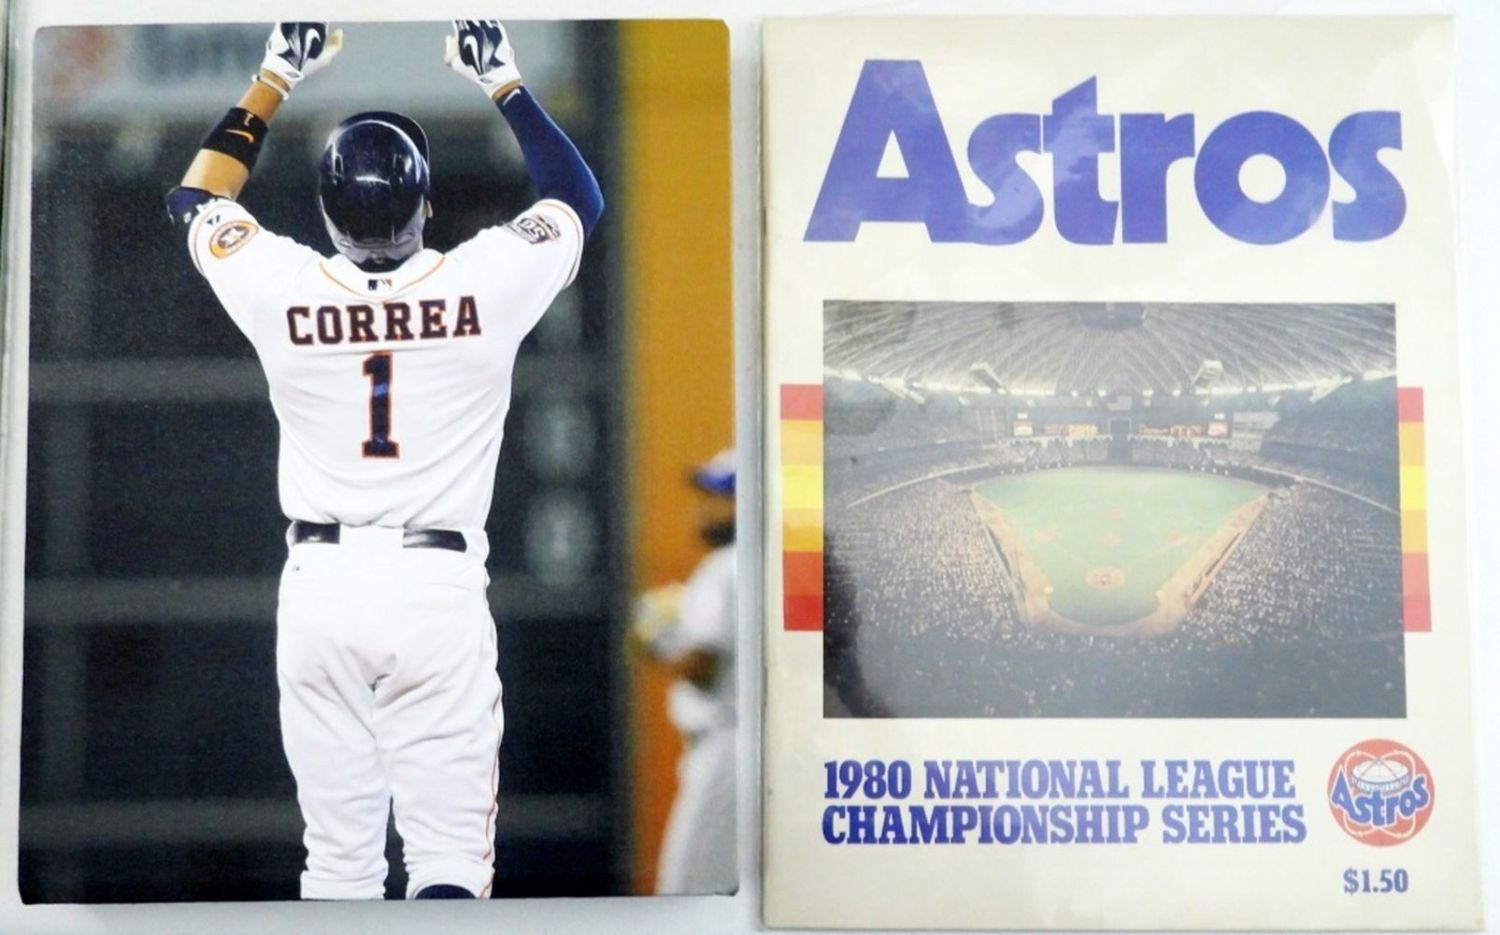 CORREA
1
Astros
1980 NATIONAL LEAGUE
CHAMPIONSHIP SERIES
Astros
$1.50